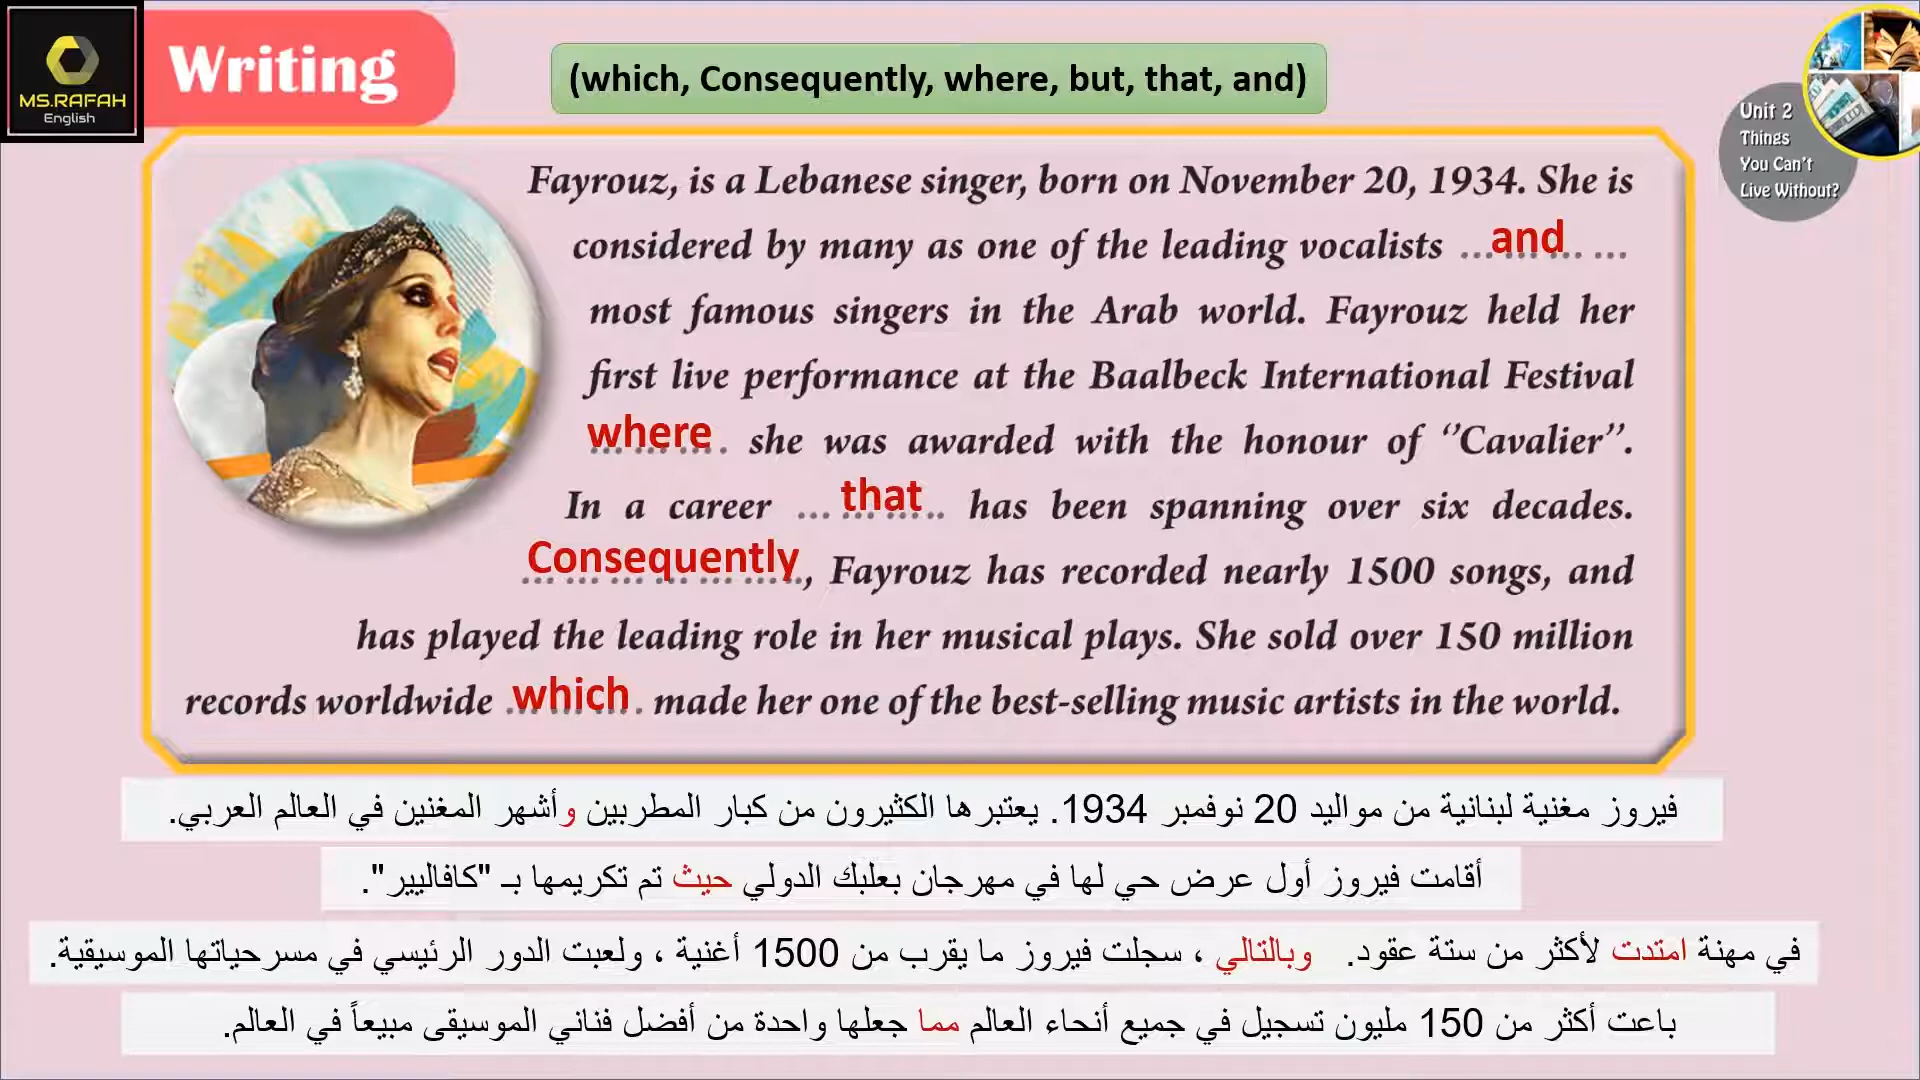 MS.RAFAH
English
Writing
(which, Consequently, where, but, that, and)
Unit 2
Things
You Can't
Live Without?
Fayrouz, is a Lebanese singer, born on November 20, 1934. She is
considered by many as one of the leading vocalists ... and ...
most famous singers in the Arab world. Fayrouz held her
first live performance at the Baalbeck International Festival
where . she was awarded with the honour of ‘’Cavalier’’.
In a career ... that .. has been spanning over six decades.
Consequently, Fayrouz has recorded nearly 1500 songs, and
has played the leading role in her musical plays. She sold over 150 million
records worldwide .which. made her one of the best-selling music artists in the world.
فيروز مغنية لبنانية من مواليد 20 نوفمبر 1934. يعتبرها الكثيرون من كبار المطربين وأشهر المغنين في العالم العربي.
أقامت فيروز أول عرض حي لها في مهرجان بعلبك الدولي حيث تم تكريمها بـ "كافاليير".
في مهنة امتدت لأكثر من ستة عقود. وبالتالي ، سجلت فيروز ما يقرب من 1500 أغنية ، ولعبت الدور الرئيسي في مسرحياتها الموسيقية.
باعت أكثر من 150 مليون تسجيل في جميع أنحاء العالم مما جعلها واحدة من أفضل فناني الموسيقى مبيعاً في العالم.